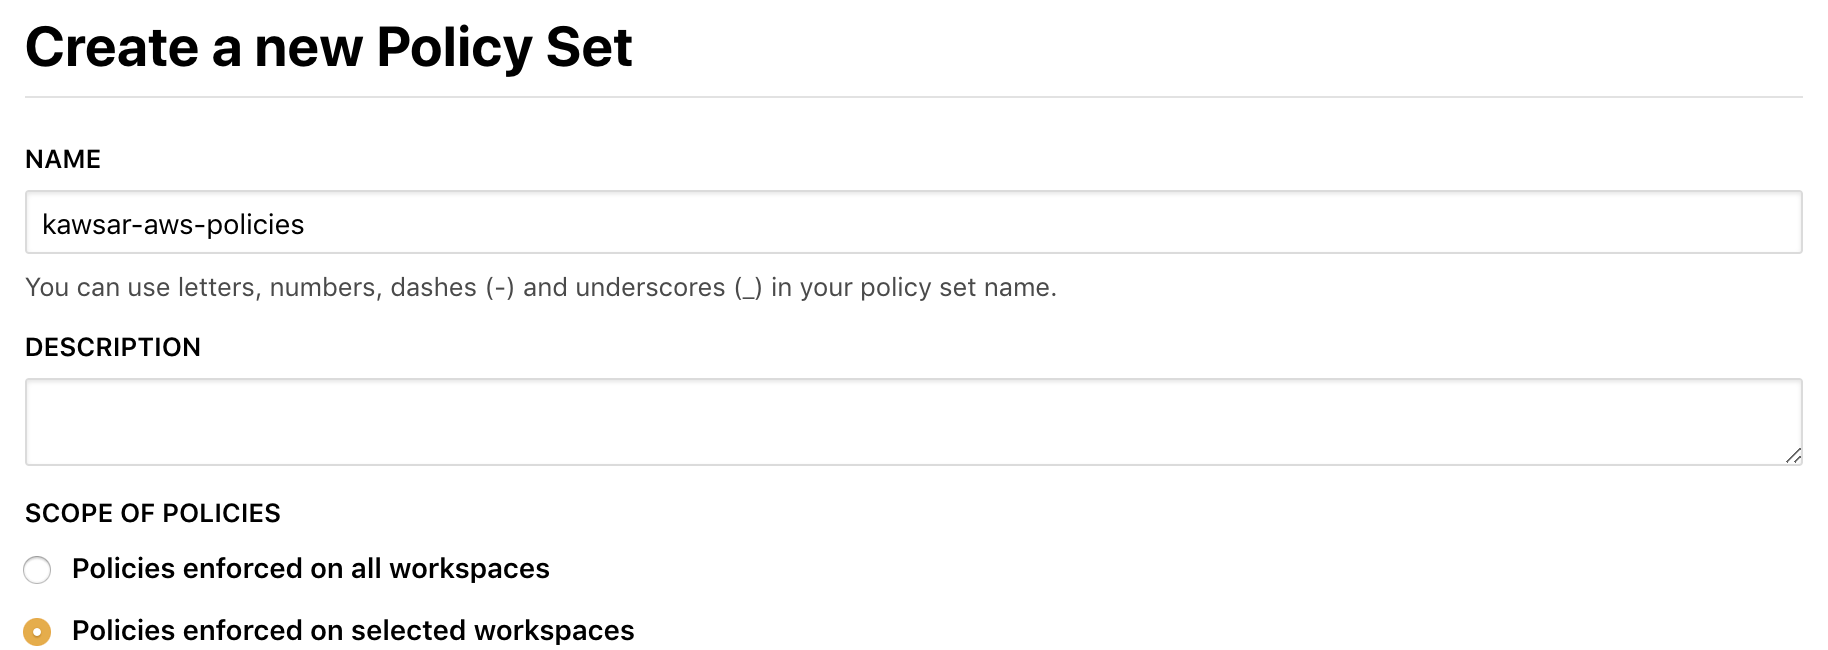 Create a new Policy Set
NAME
kawsar-aws-policies
You can use letters, numbers, dashes (-) and underscores (_) in your policy set name.
DESCRIPTION
SCOPE OF POLICIES
Policies enforced on all workspaces
Policies enforced on selected workspaces